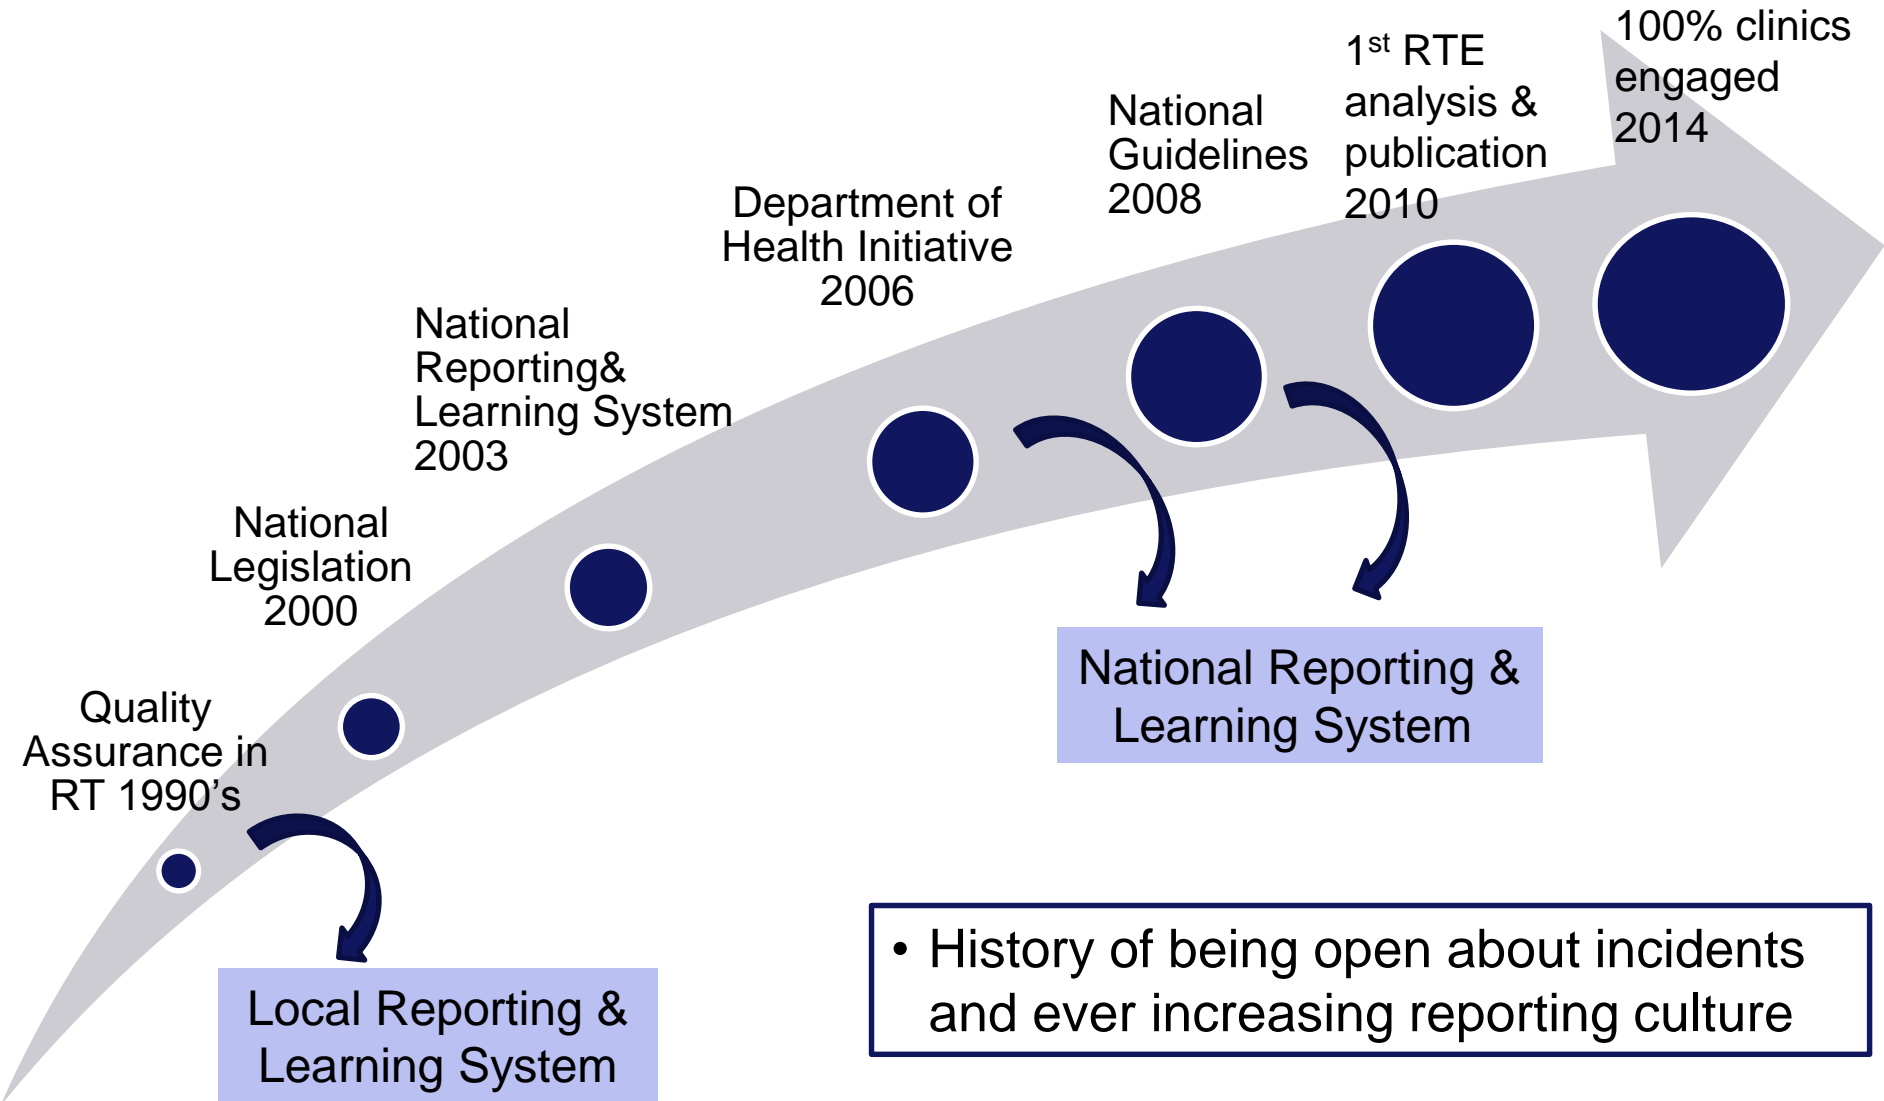 Quality
Assurance in
RT 1990’s
National
Legislation
2000
National
Reporting&
Learning System
2003
Department of
Health Initiative
2006
National
Guidelines
2008
1st RTE
analysis &
publication
2010
100% clinics
engaged
2014
Local Reporting &
Learning System
National Reporting &
Learning System
• History of being open about incidents
and ever increasing reporting culture